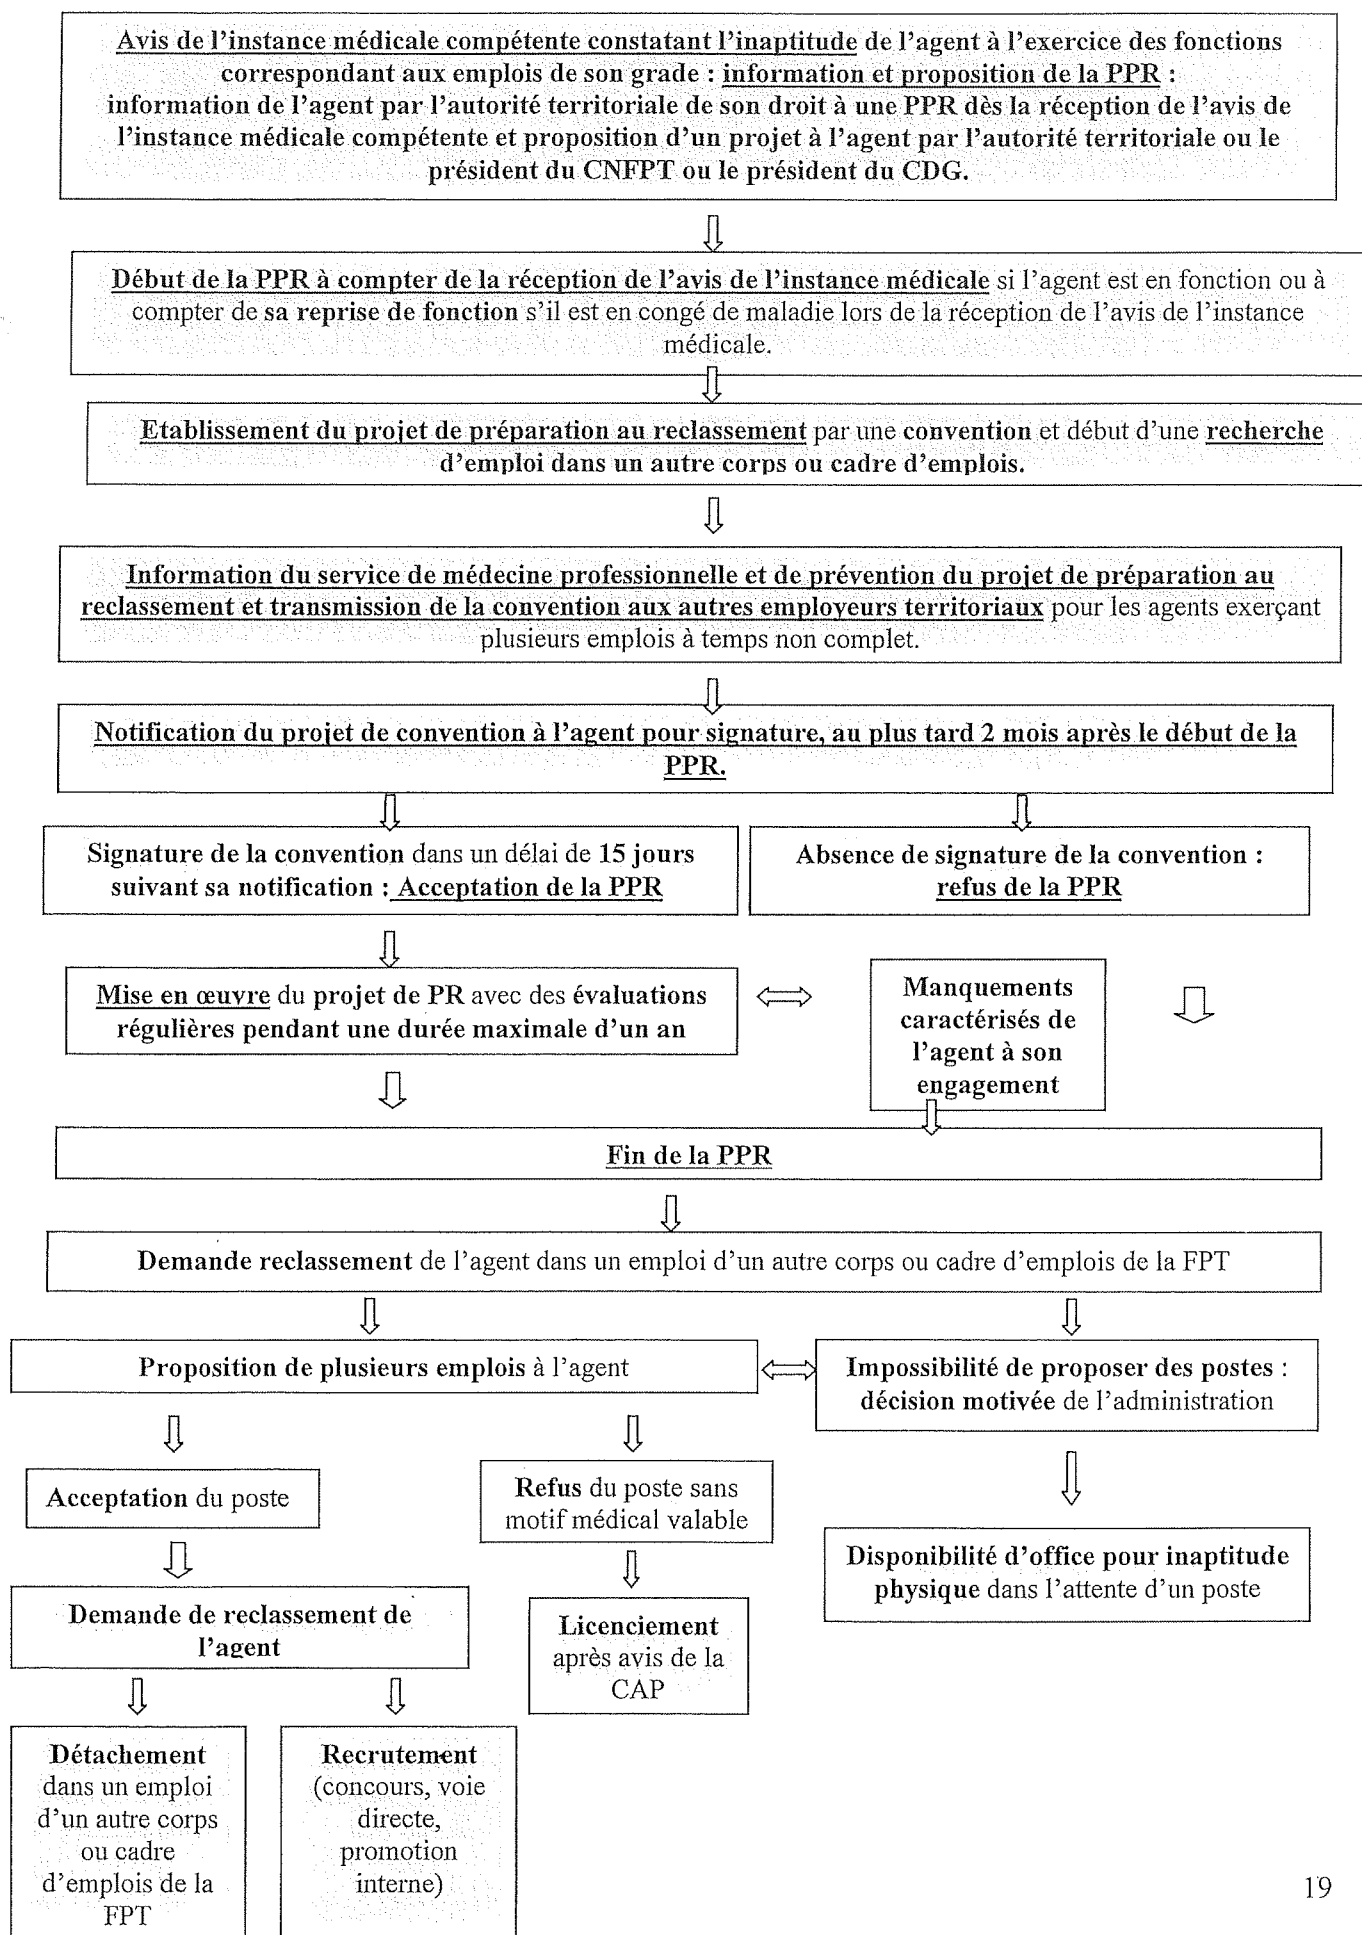 Avis de l’instance médicale compétente constatant l’inaptitude de l’agent à l’exercice des fonctions
correspondant aux emplois de son grade : information et proposition de la PPR :
information de l’agent par l’autorité territoriale de son droit à une PPR dès la réception de l’avis de
l’instance médicale compétente et proposition d’un projet à l’agent par l’autorité territoriale ou le
président du CNFPT ou le président du CDG.
Début de la PPR à compter de la réception de l’avis de l’instance médicale si l’agent est en fonction ou à
compter de sa reprise de fonction s’il est en congé de maladie lors de la réception de l’avis de l’instance
médicale.
Etablissement du projet de préparation au reclassement par une convention et début d’une recherche
d’emploi dans un autre corps ou cadre d’emplois.
Information du service de médecine professionnelle et de prévention du projet de préparation au
reclassement et transmission de la convention aux autres employeurs territoriaux pour les agents exerçant
plusieurs emplois à temps non complet.
Notification du projet de convention à l’agent pour signature, au plus tard 2 mois après le début de la
PPR.
Signature de la convention dans un délai de 15 jours
suivant sa notification : Acceptation de la PPR
Absence de signature de la convention :
refus de la PPR
Mise en œuvre du projet de PR avec des évaluations
régulières pendant une durée maximale d’un an
Manquements
caractérisés de
l’agent à son
engagement
Fin de la PPR
Demande reclassement de l’agent dans un emploi d’un autre corps ou cadre d’emplois de la FPT
Proposition de plusieurs emplois à l’agent
Impossibilité de proposer des postes :
décision motivée de l’administration
Acceptation du poste
Refus du poste sans
motif médical valable
Disponibilité d’office pour inaptitude
physique dans l’attente d’un poste
Demande de reclassement de
l’agent
Licenciement
après avis de la
CAP
Détachement
dans un emploi
d’un autre corps
ou cadre
d’emplois de la
FPT
Recrutement
(concours, voie
directe,
promotion
interne)
19